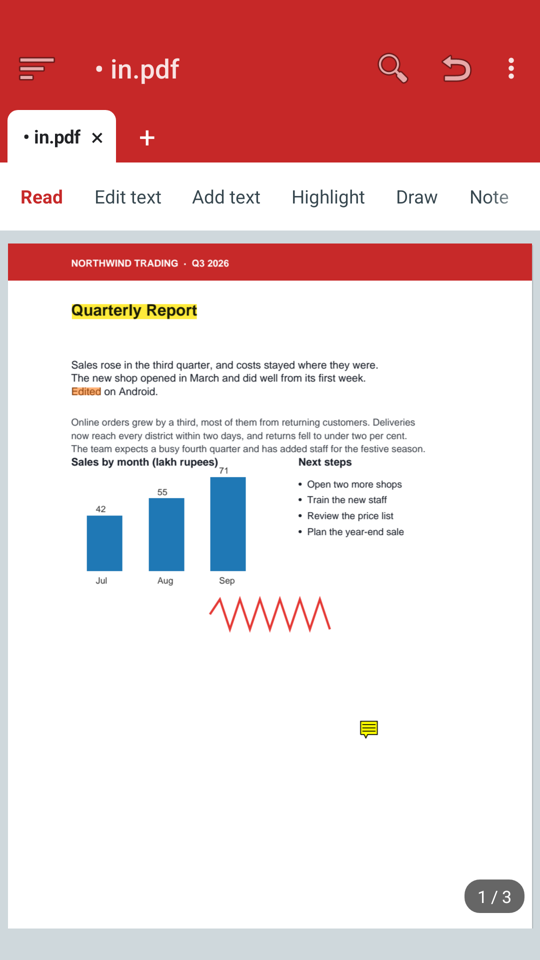 • in.pdf
• in.pdf ×
+
Read Edit text Add text Highlight Draw Note
NORTHWIND TRADING - Q3 2026
Quarterly Report
Sales rose in the third quarter, and costs stayed where they were.
The new shop opened in March and did well from its first week.
Edited on Android.
Online orders grew by a third, most of them from returning customers. Deliveries
now reach every district within two days, and returns fell to under two per cent.
The team expects a busy fourth quarter and has added staff for the festive season.
Sales by month (lakh rupees)
71
55
42
Jul Aug Sep
Next steps
• Open two more shops
• Train the new staff
• Review the price list
• Plan the year-end sale
1 / 3